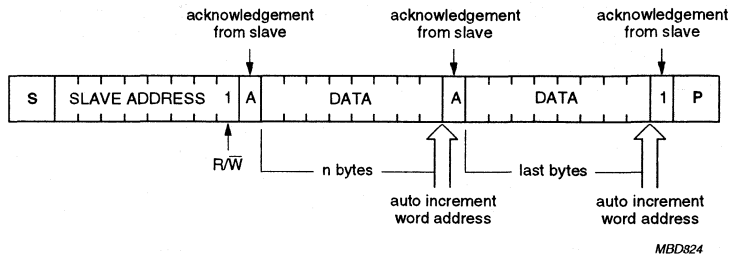 acknowledgement acknowledgement acknowledgement
from slave from slave from slave
S SLAVE ADDRESS 1 A DATA A DATA 1 P
R/W̅
n bytes last bytes
auto increment auto increment
word address word address
MBD824